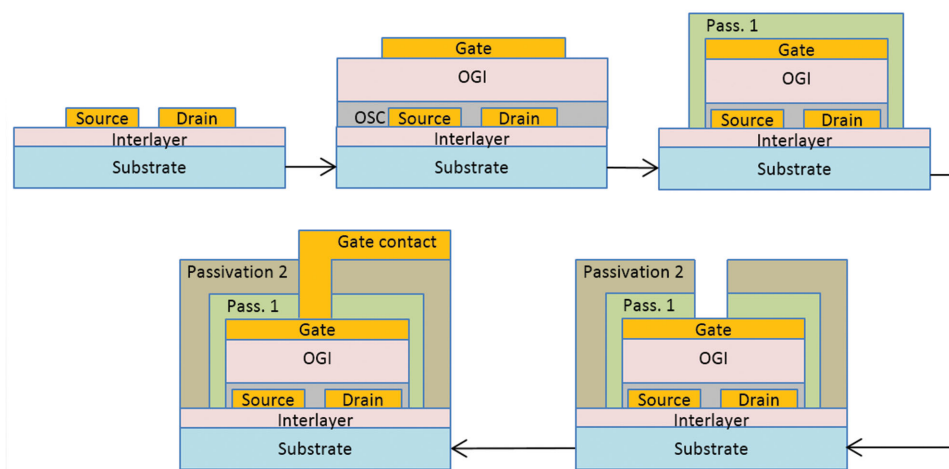 Source Drain
Interlayer
Substrate
Gate
OGI
OSC Source Drain
Interlayer
Substrate
Pass. 1
Gate
OGI
Source Drain
Interlayer
Substrate
Gate contact
Passivation 2
Pass. 1
Gate
OGI
Source Drain
Interlayer
Substrate
Passivation 2
Pass. 1
Gate
OGI
Source Drain
Interlayer
Substrate